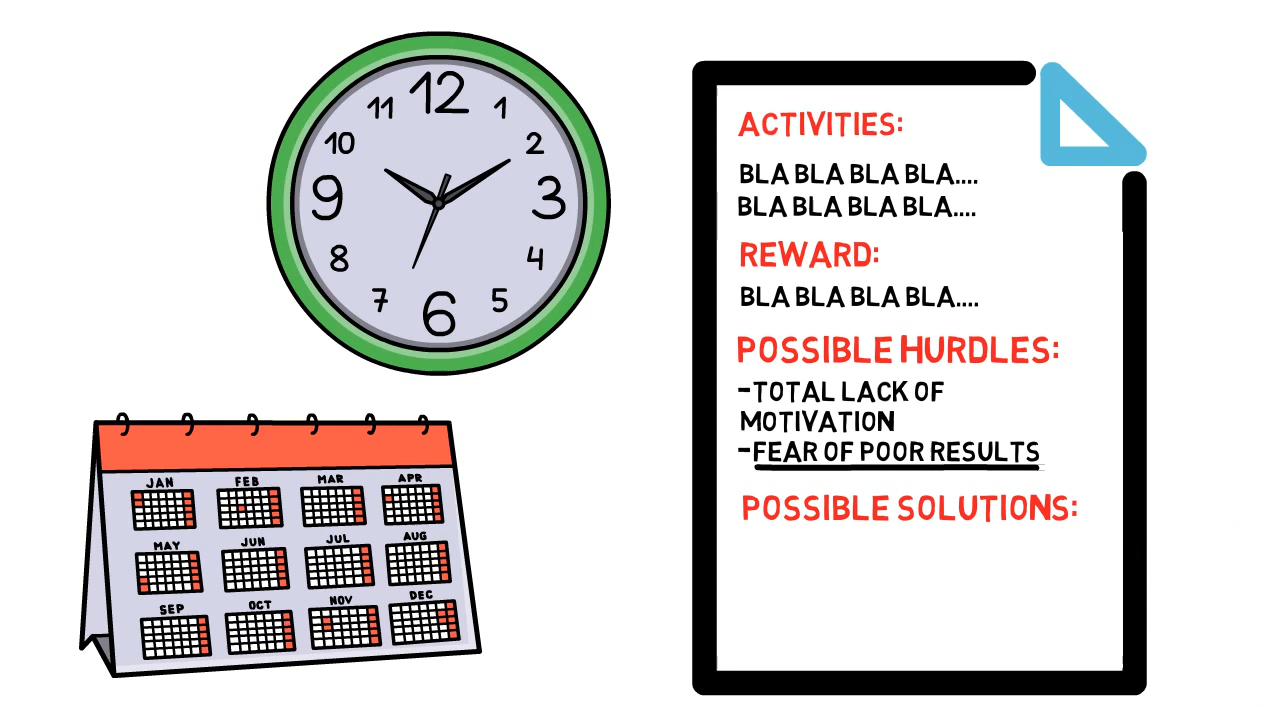 12
1
2
3
4
5
6
7
8
9
10
11
JAN FEB MAR APR
MAY JUN JUL AUG
SEP OCT NOV DEC
ACTIVITIES:
BLA BLA BLA BLA....
BLA BLA BLA BLA....
REWARD:
BLA BLA BLA BLA....
POSSIBLE HURDLES:
-TOTAL LACK OF
MOTIVATION
-FEAR OF POOR RESULTS
POSSIBLE SOLUTIONS: